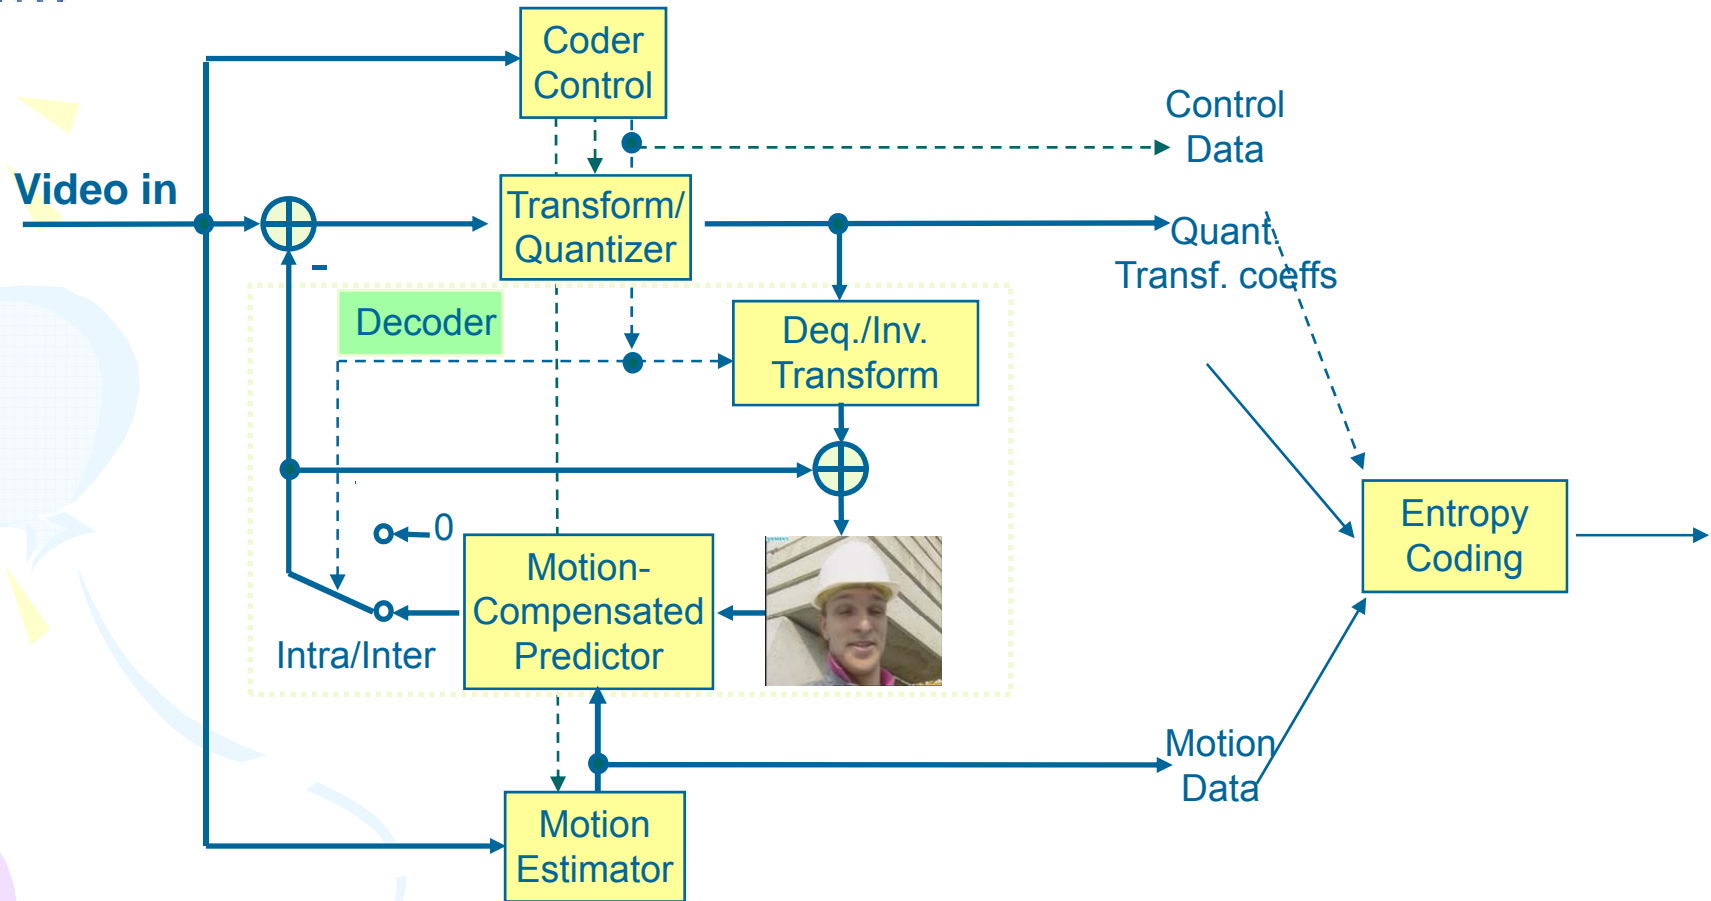 Coder
Control
Control
Data
Video in
Transform/
Quantizer
Quant.
Transf. coeffs
-
Decoder
Deq./Inv.
Transform
0
Motion-
Compensated
Predictor
Entropy
Coding
Intra/Inter
Motion
Data
Motion
Estimator